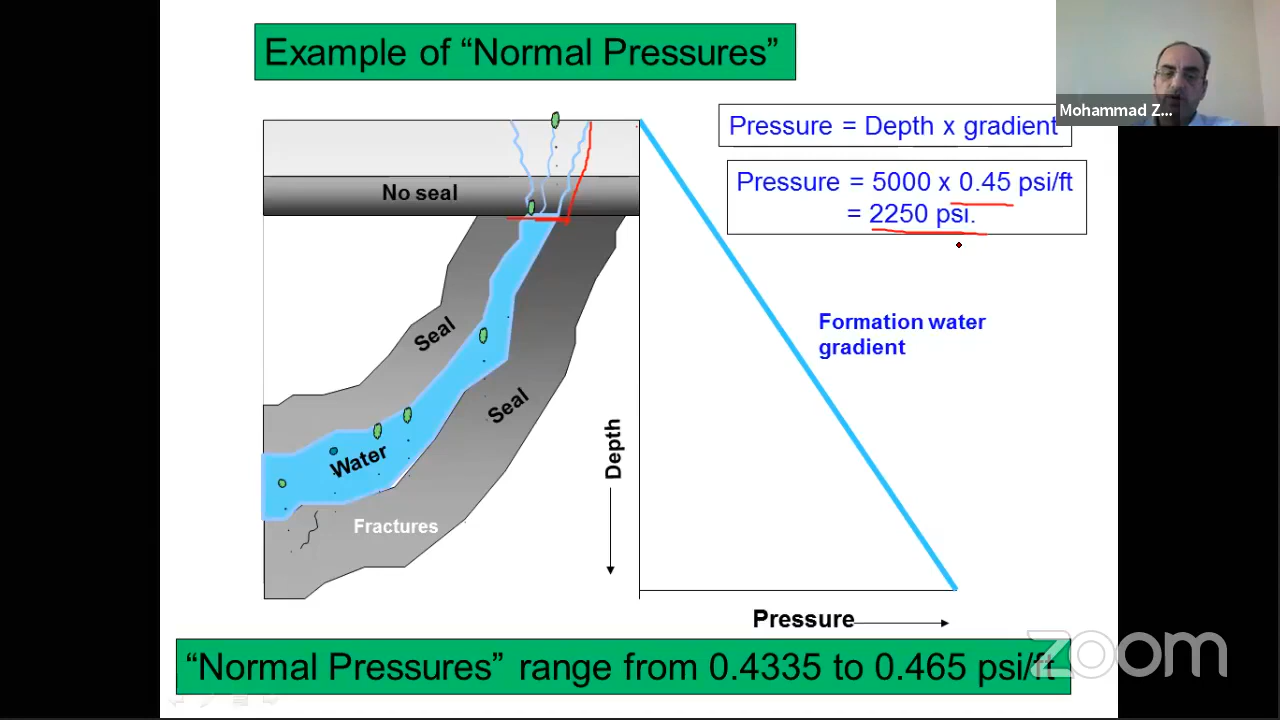 Example of “Normal Pressures”
Mohammad Z...
Pressure = Depth x gradient
Pressure = 5000 x 0.45 psi/ft
= 2250 psi.
No seal
Formation water
gradient
Seal
Seal
Depth
Water
Fractures
Pressure
“Normal Pressures” range from 0.4335 to 0.465 psi/ft
zoom